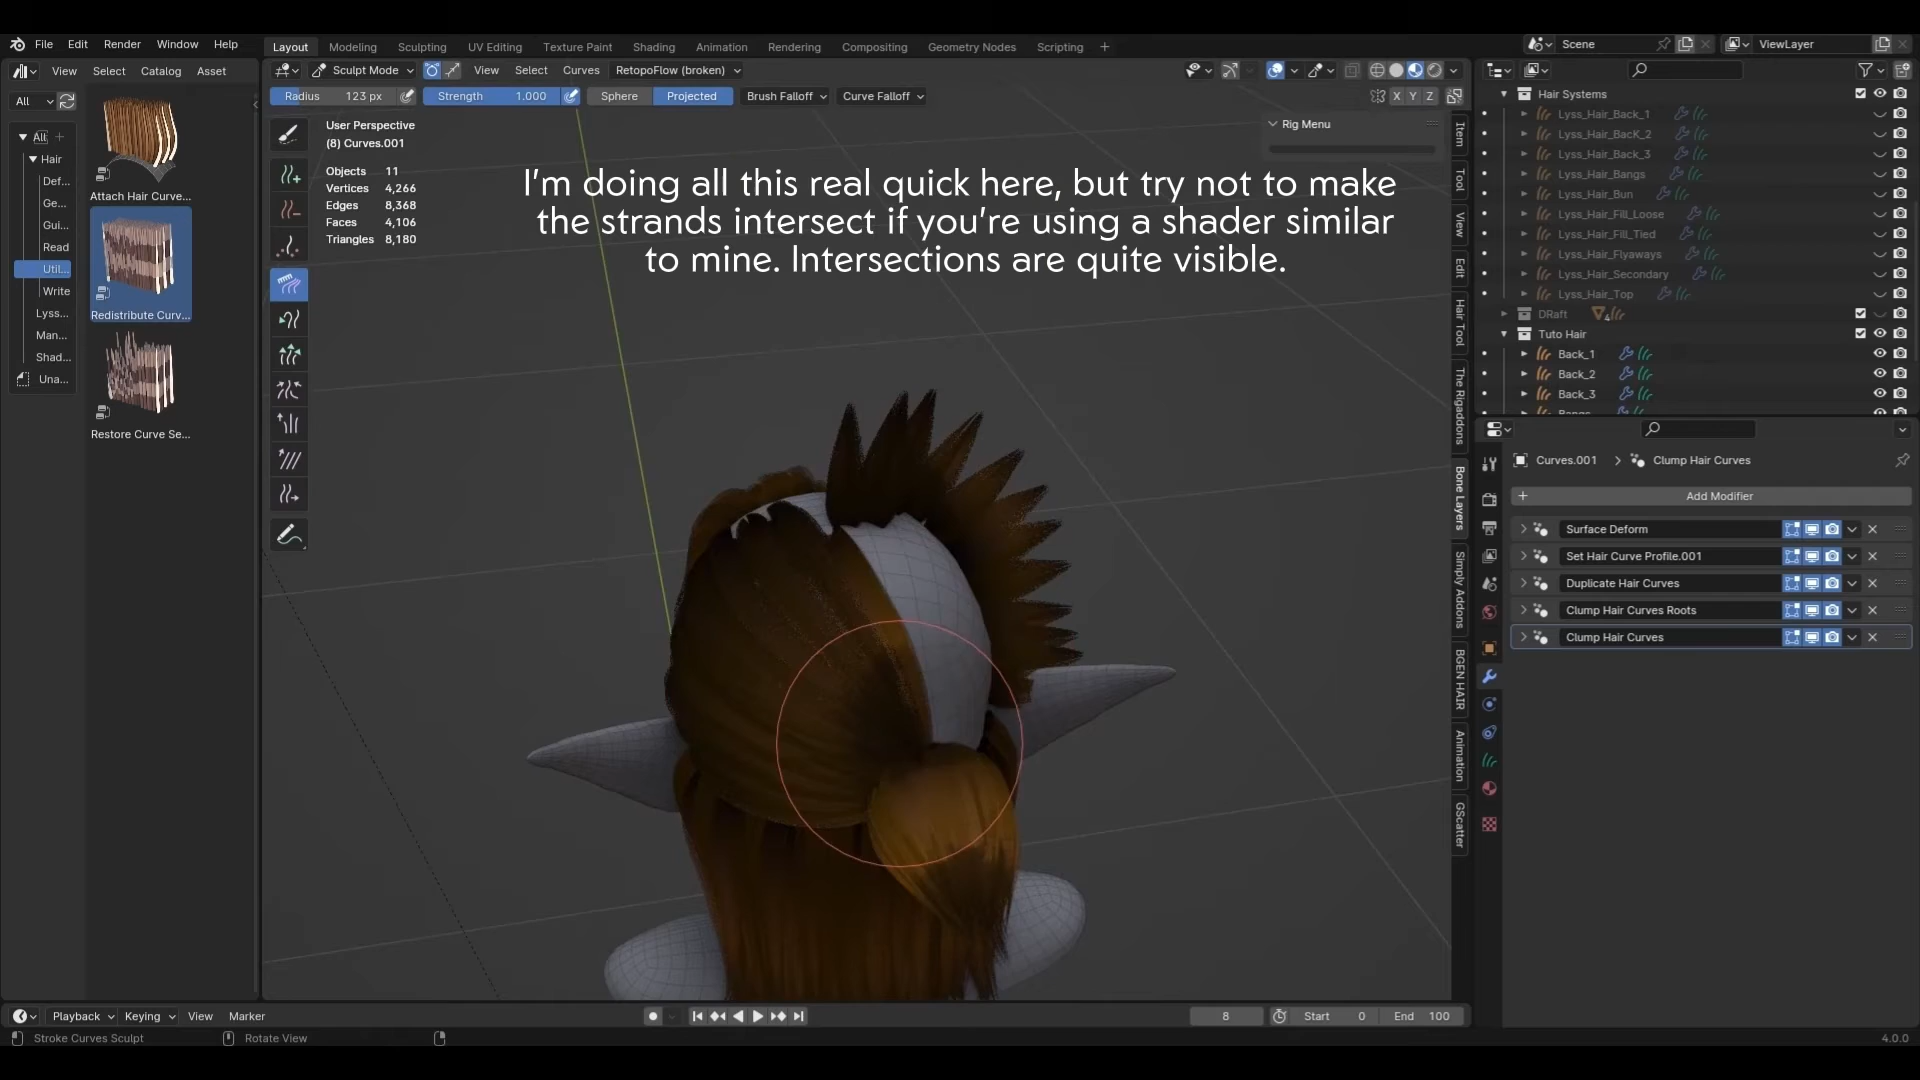 File Edit Render Window Help
Layout Modeling Sculpting UV Editing Texture Paint Shading Animation Rendering Compositing Geometry Nodes Scripting +
Scene
ViewLayer
View Select Catalog Asset
Sculpt Mode View Select Curves RetopoFlow (broken)
All
Radius 123 px Strength 1.000 Sphere Projected Brush Falloff Curve Falloff
X Y Z
All
Hair
Def...
Ge...
Gui...
Read
Util...
Write
Lyss...
Man...
Shad...
Una...
Attach Hair Curve...
Redistribute Curv...
Restore Curve Se...
User Perspective
(8) Curves.001
Objects 11
Vertices 4,266
Edges 8,368
Faces 4,106
Triangles 8,180
I'm doing all this real quick here, but try not to make
the strands intersect if you're using a shader similar
to mine. Intersections are quite visible.
Rig Menu
Item
Tool
View
Edit
Hair Tool
The Rigaddons
Bone Layers
Simply Addons
BGEN HAIR
Animation
GScatter
Hair Systems
Lyss_Hair_Back_1
Lyss_Hair_BacK_2
Lyss_Hair_Back_3
Lyss_Hair_Bangs
Lyss_Hair_Bun
Lyss_Hair_Fill_Loose
Lyss_Hair_Fill_Tied
Lyss_Hair_Flyaways
Lyss_Hair_Secondary
Lyss_Hair_Top
DRaft 4
Tuto Hair
Back_1
Back_2
Back_3
Curves.001 > Clump Hair Curves
+ Add Modifier
Surface Deform
Set Hair Curve Profile.001
Duplicate Hair Curves
Clump Hair Curves Roots
Clump Hair Curves
Playback Keying View Marker
8 Start 0 End 100
Stroke Curves Sculpt Rotate View
4.0.0